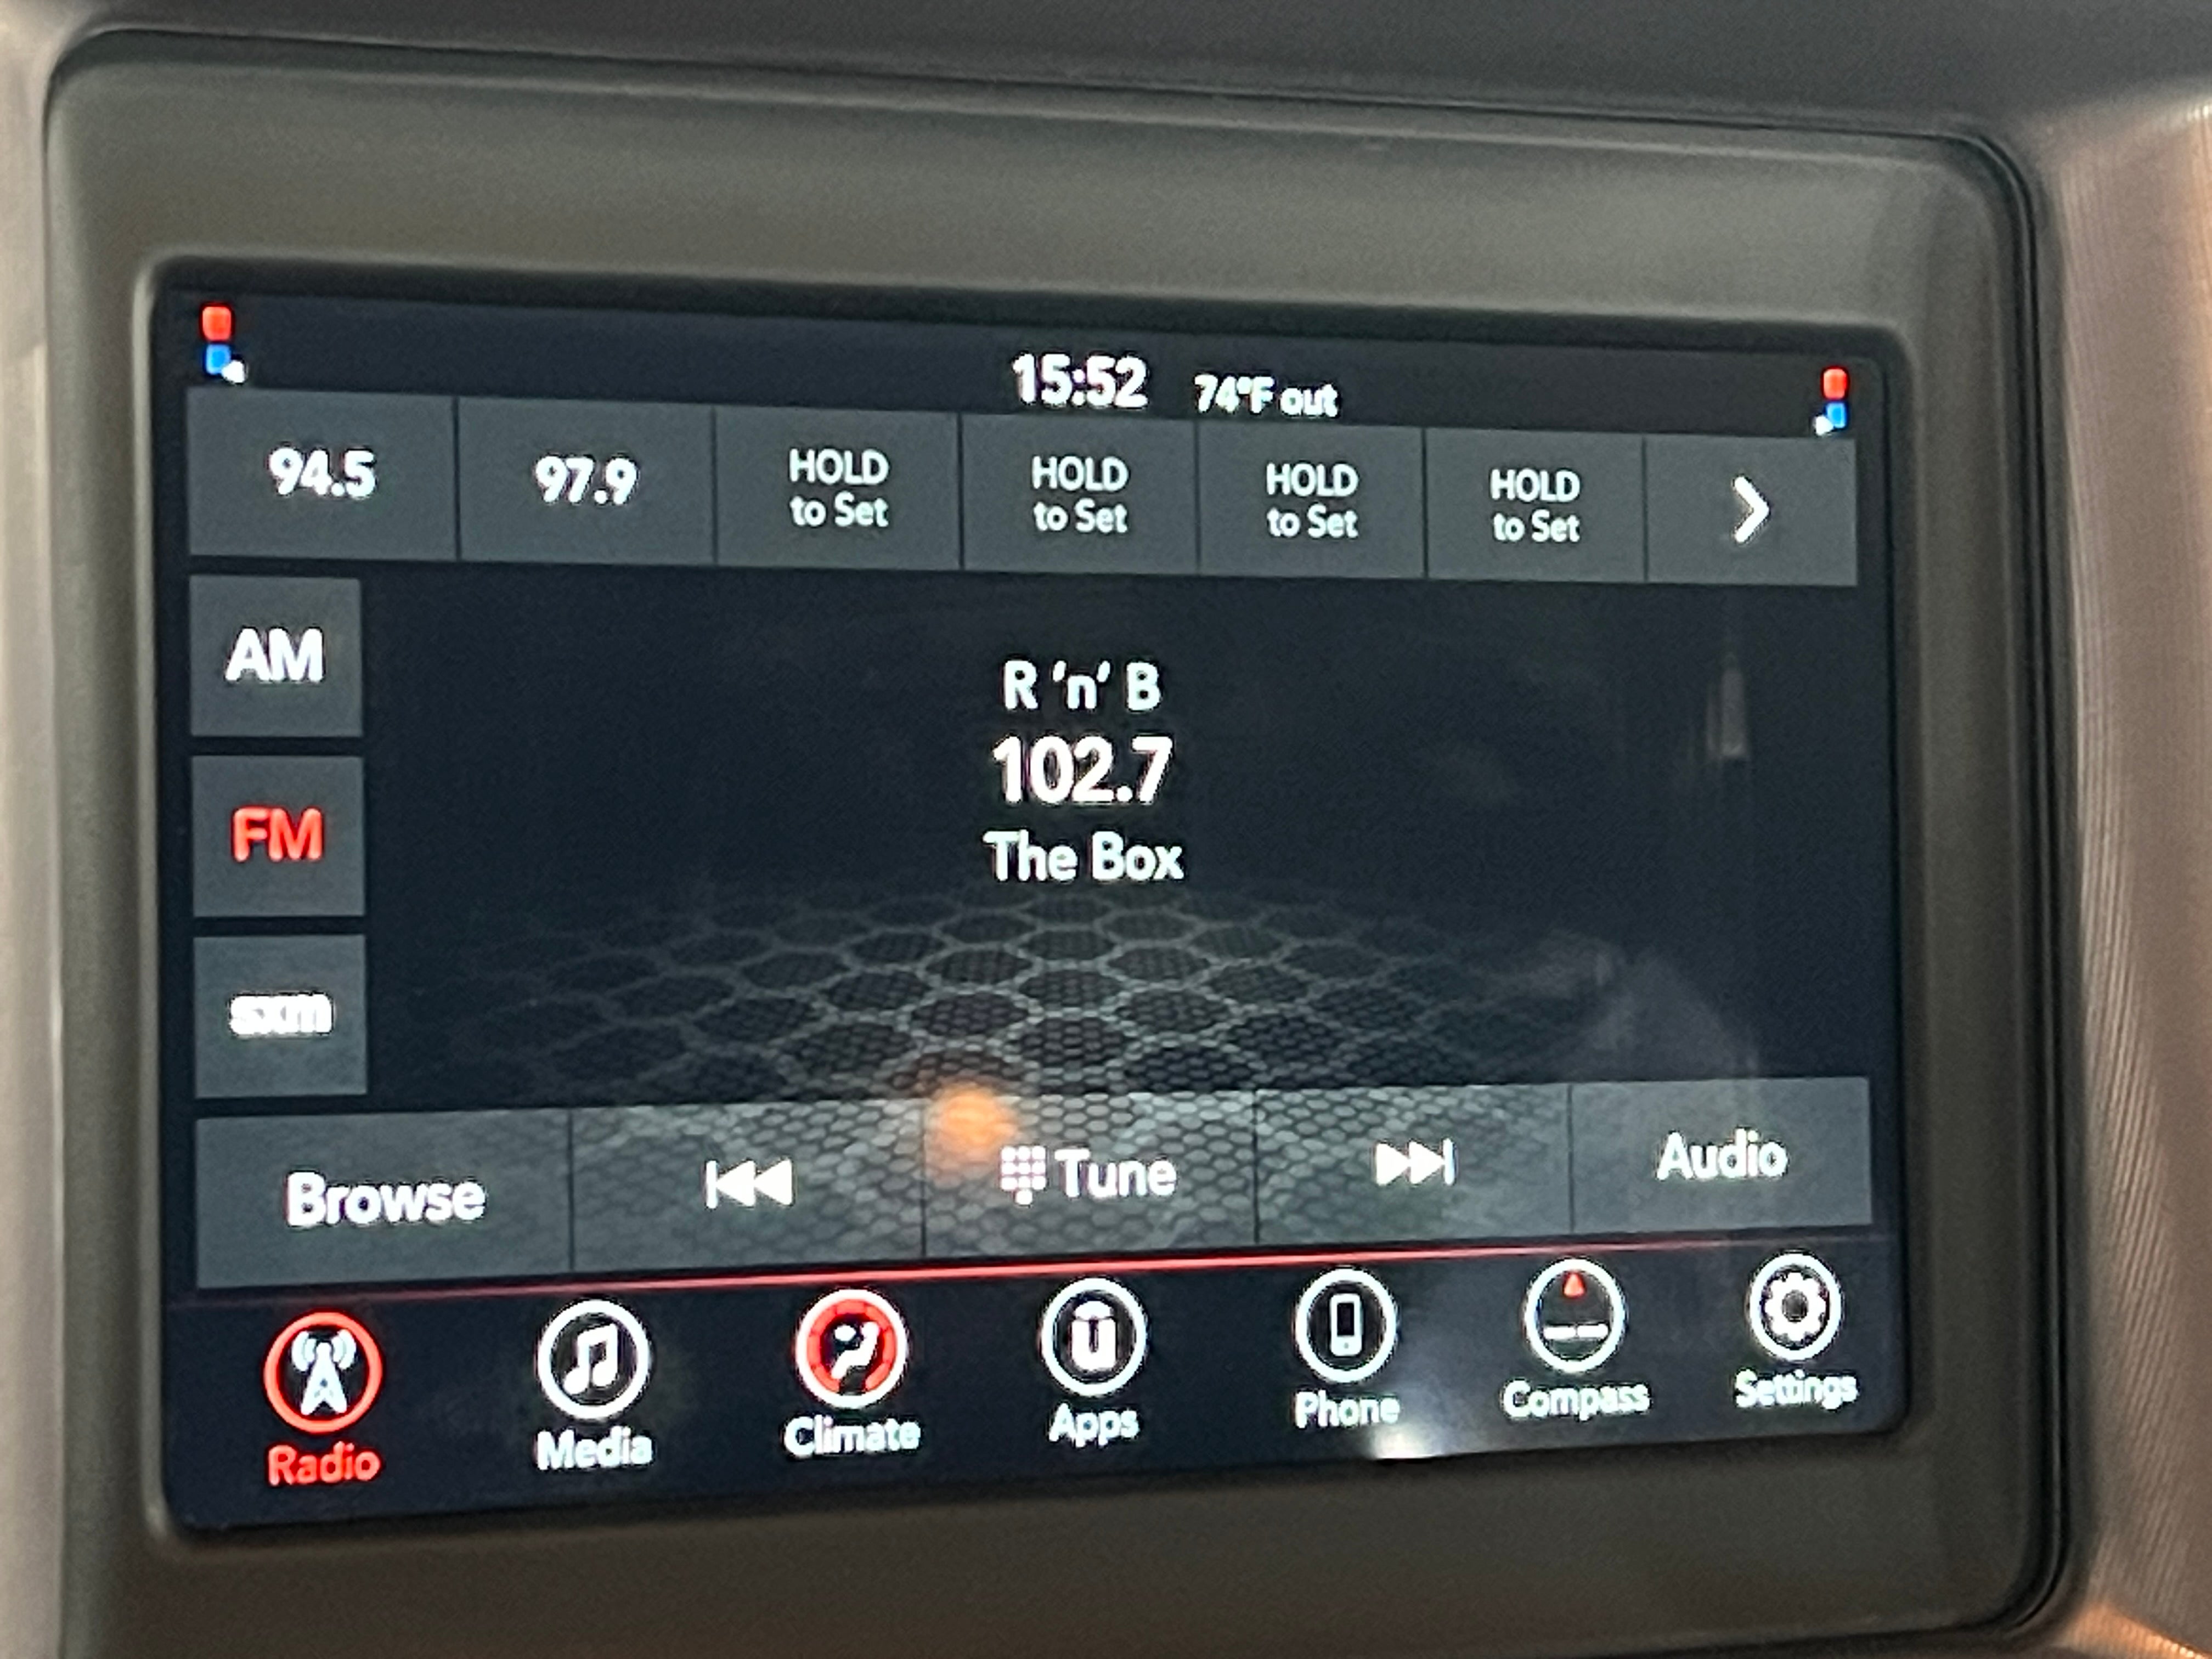 15:52 74°F out
94.5
97.9
HOLD
to Set
HOLD
to Set
HOLD
to Set
HOLD
to Set
AM
FM
sxm
R 'n' B
102.7
The Box
Browse
Tune
Audio
Radio
Media
Climate
Apps
Phone
Compass
Settings